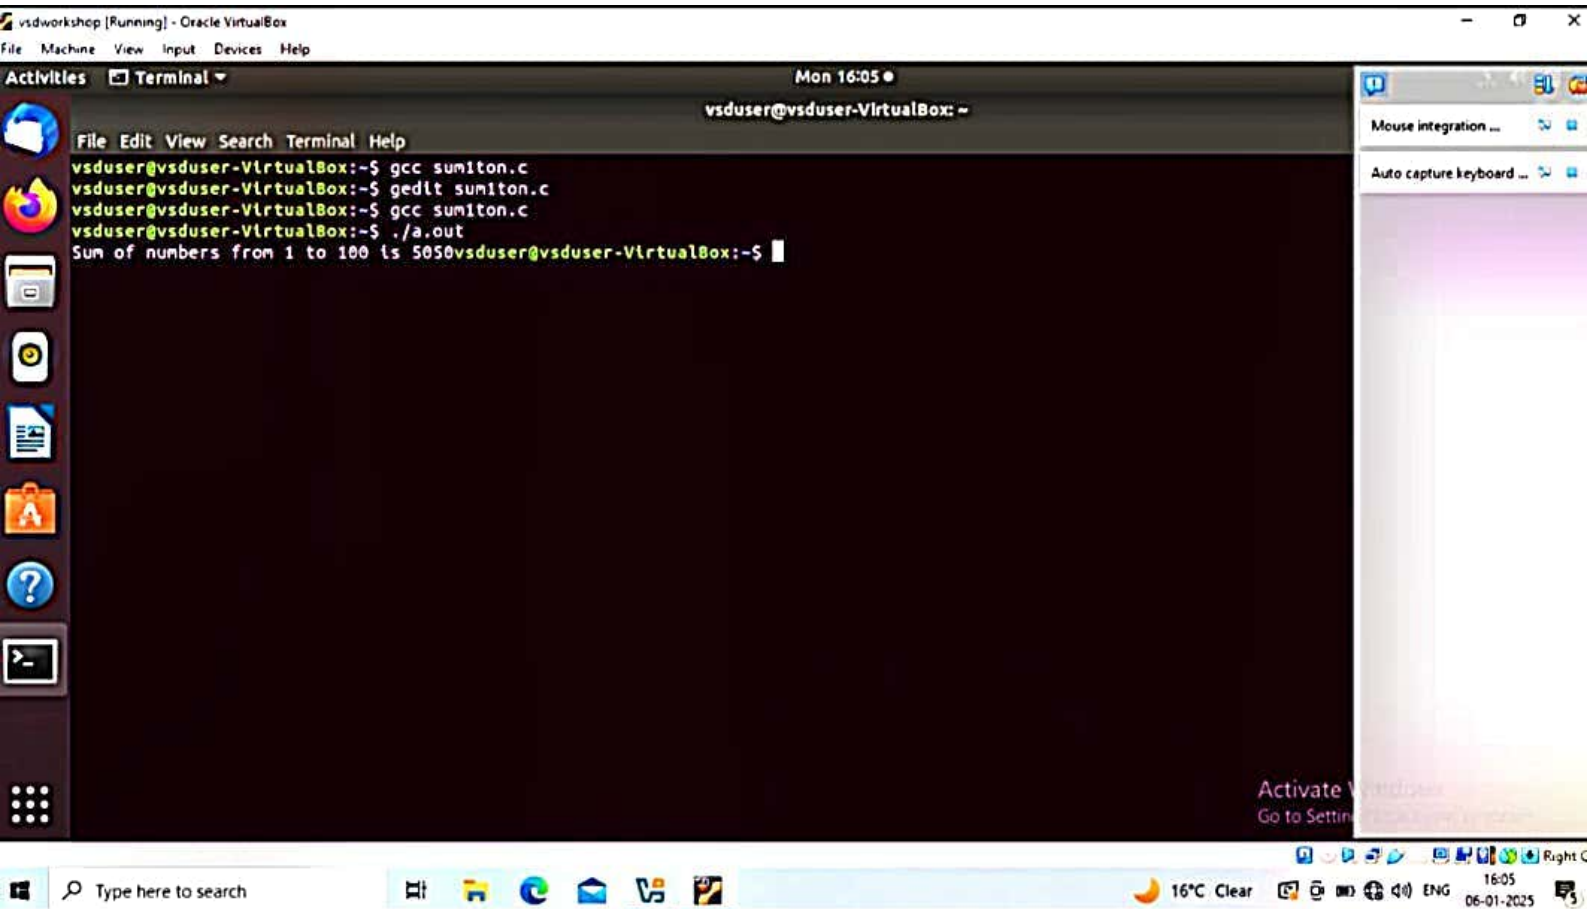 vsdworkshop [Running] - Oracle VirtualBox
File Machine View Input Devices Help
Activities Terminal Mon 16:05
vsduser@vsduser-VirtualBox: ~
File Edit View Search Terminal Help
vsduser@vsduser-VirtualBox:~$ gcc sum1ton.c
vsduser@vsduser-VirtualBox:~$ gedit sum1ton.c
vsduser@vsduser-VirtualBox:~$ gcc sum1ton.c
vsduser@vsduser-VirtualBox:~$ ./a.out
Sum of numbers from 1 to 100 is 5050vsduser@vsduser-VirtualBox:~$
Mouse integration ...
Auto capture keyboard ...
Activate
Go to Settin
Right C
Type here to search
16°C Clear
ENG
16:05
06-01-2025
5